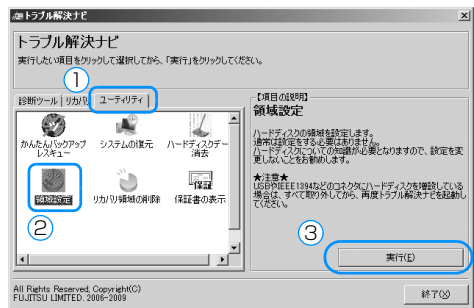 トラブル解決ナビ
トラブル解決ナビ
実行したい項目をクリックして選択してから、「実行」をクリックしてください。
①
診断ツール
リカバリ
ユーティリティ
かんたんバックアップ
レスキュー
システムの復元
ハードディスクデータ
消去
領域設定
リカバリ領域の削除
保証
保証書の表示
②
【項目の説明】
領域設定
ハードディスクの領域を設定します。
通常は設定をする必要はありません。
ハードディスクについての知識が必要となりますので、設定を変
更しないことをお勧めします。
★注意★
USBやIEEE1394などのコネクタにハードディスクを増設している
場合は、すべて取り外してから、再度トラブル解決ナビを起動し
てください。
③
実行(E)
All Rights Reserved, Copyright(C)
FUJITSU LIMITED. 2006-2009
終了(X)